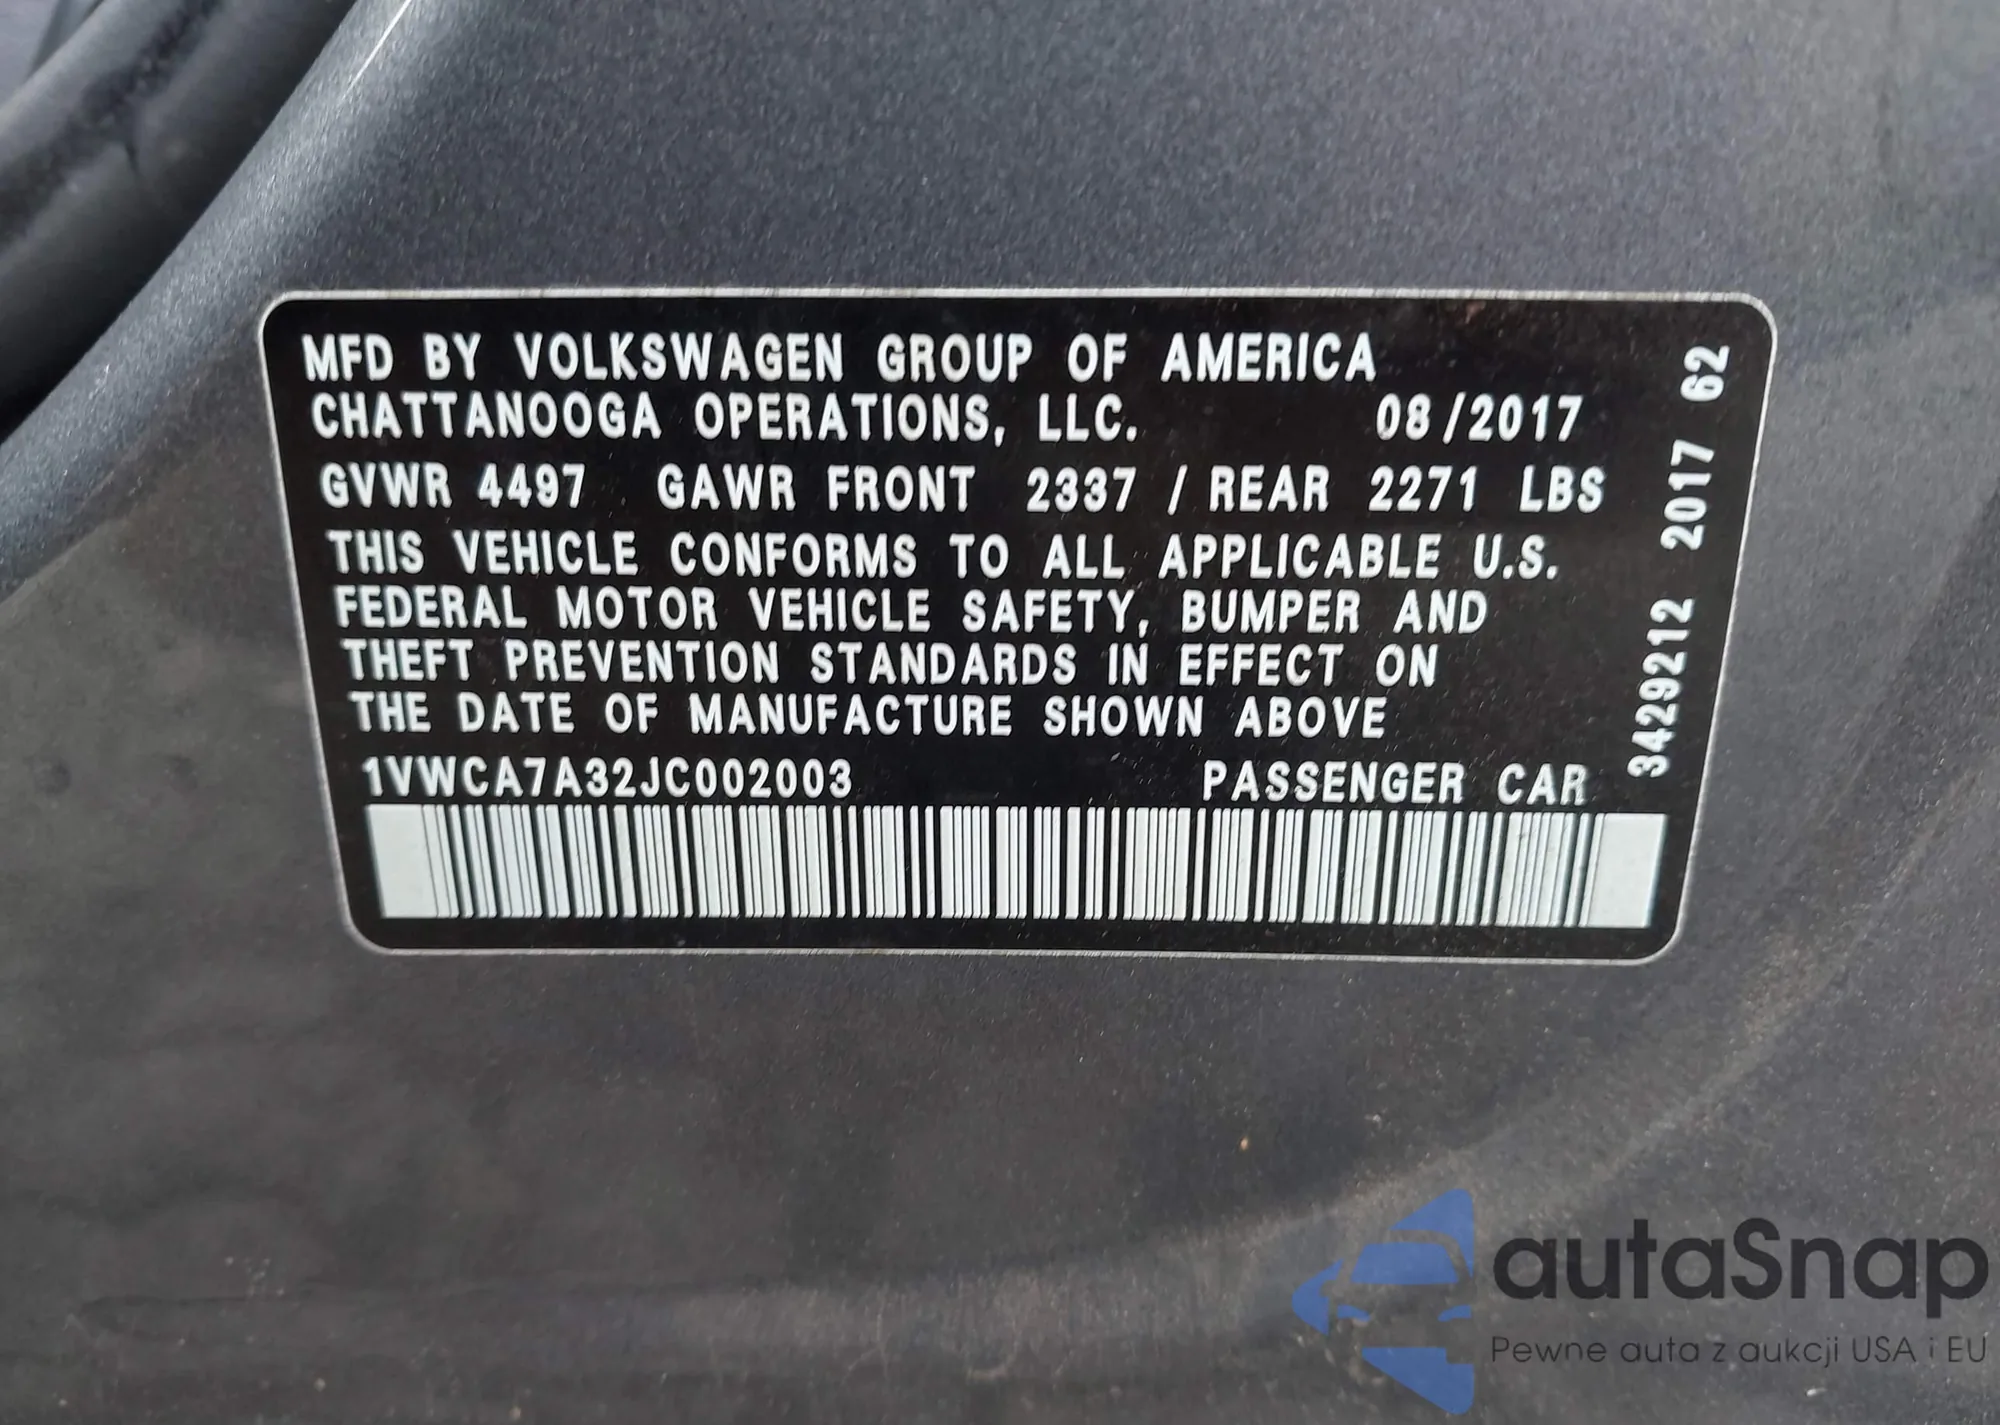 MFD BY VOLKSWAGEN GROUP OF AMERICA
CHATTANOOGA OPERATIONS, LLC. 08/2017
GVWR 4497 GAWR FRONT 2337 / REAR 2271 LBS
THIS VEHICLE CONFORMS TO ALL APPLICABLE U.S.
FEDERAL MOTOR VEHICLE SAFETY, BUMPER AND
THEFT PREVENTION STANDARDS IN EFFECT ON
THE DATE OF MANUFACTURE SHOWN ABOVE
1VWCA7A32JC002003 PASSENGER CAR
3429212 2017 62
autaSnap
Pewne auta z aukcji USA i EU